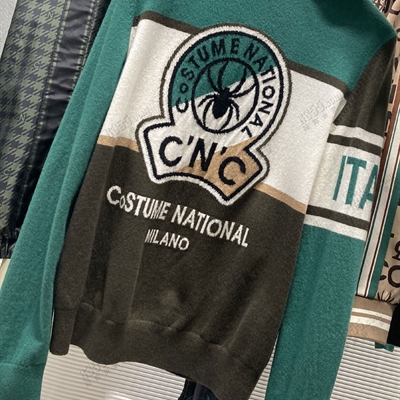 CoSTUME NATIONAL
C'N'C
CoSTUME NATIONAL
MILANO
ITA